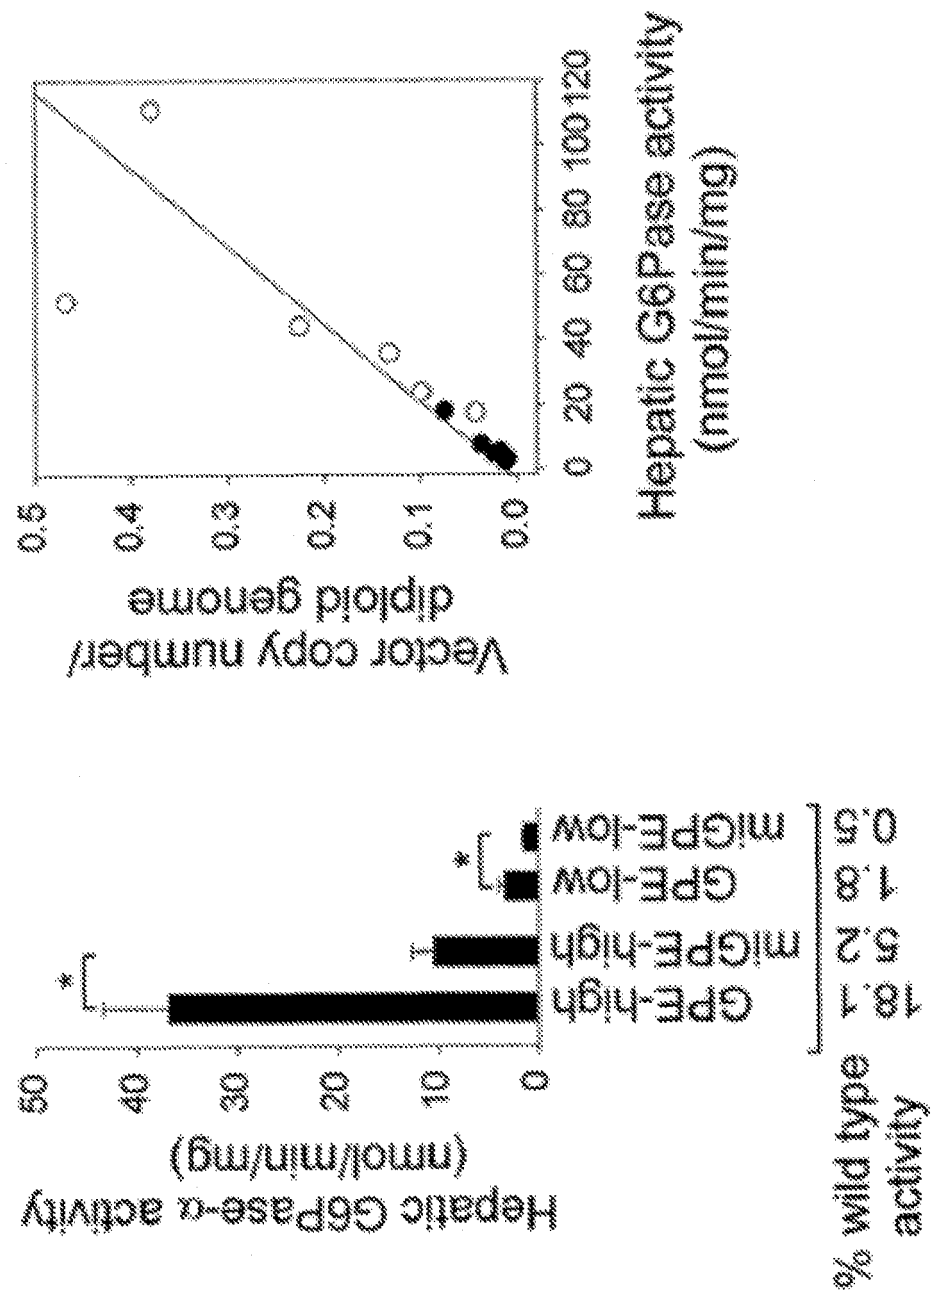 Hepatic G6Pase-α activity
(nmol/min/mg)
50
40
30
20
10
0
*
*
GPE-high
miGPE-high
GPE-low
miGPE-low
% wild type
activity
18.1
5.2
1.8
0.5
Vector copy number/
diploid genome
0.5
0.4
0.3
0.2
0.1
0.0
0 20 40 60 80 100 120
Hepatic G6Pase activity
(nmol/min/mg)